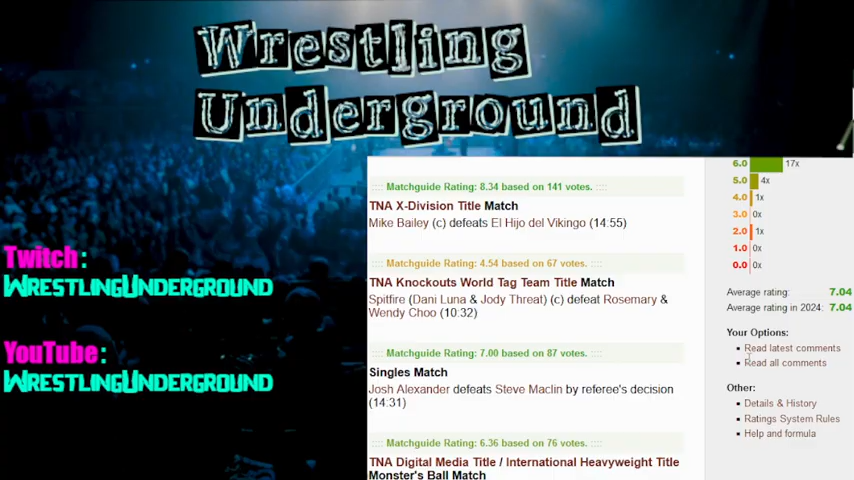 Wrestling
Underground
Twitch:
WrestlingUnderground
YouTube:
WrestlingUnderground
:::: Matchguide Rating: 8.34 based on 141 votes. ::::
TNA X-Division Title Match
Mike Bailey (c) defeats El Hijo del Vikingo (14:55)
:::: Matchguide Rating: 4.54 based on 67 votes. ::::
TNA Knockouts World Tag Team Title Match
Spitfire (Dani Luna & Jody Threat) (c) defeat Rosemary &
Wendy Choo (10:32)
:::: Matchguide Rating: 7.00 based on 87 votes. ::::
Singles Match
Josh Alexander defeats Steve Maclin by referee's decision
(14:31)
:::: Matchguide Rating: 6.36 based on 76 votes. ::::
TNA Digital Media Title / International Heavyweight Title
Monster's Ball Match
6.0 17x
5.0 4x
4.0 1x
3.0 0x
2.0 1x
1.0 0x
0.0 0x
Average rating: 7.04
Average rating in 2024: 7.04
Your Options:
Read latest comments
Read all comments
Other:
Details & History
Ratings System Rules
Help and formula